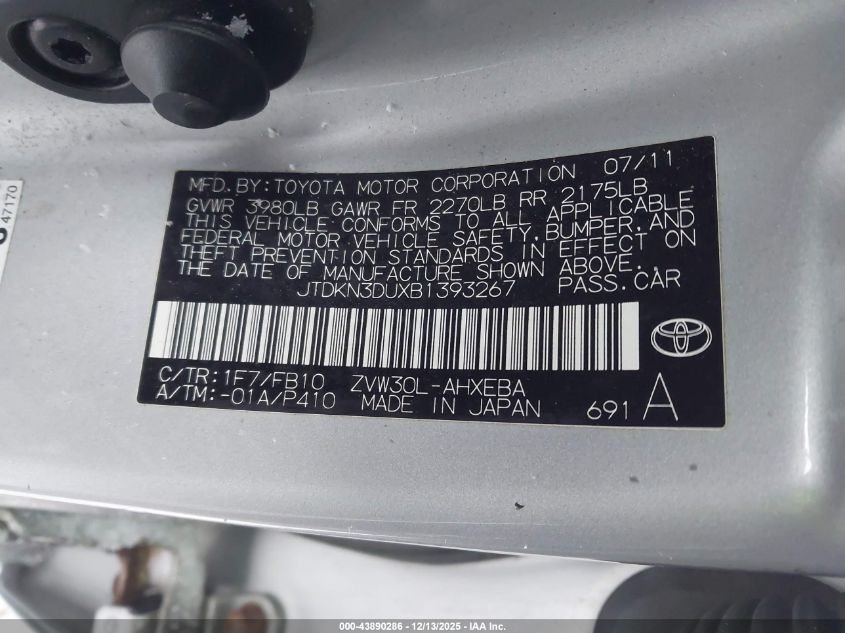 MFD. BY: TOYOTA MOTOR CORPORATION 07/11
GVWR 3980LB GAWR FR 2270LB RR 2175LB
THIS VEHICLE CONFORMS TO ALL APPLICABLE
FEDERAL MOTOR VEHICLE SAFETY, BUMPER, AND
THEFT PREVENTION STANDARDS IN EFFECT ON
THE DATE OF MANUFACTURE SHOWN ABOVE.
JTDKN3DUXB1393267 PASS. CAR
C/TR: 1F7/FB10 ZVW30L-AHXEBA
A/TM: -01A/P410 MADE IN JAPAN 691 A
47170
000-43890286 - 12/13/2025 - IAA Inc.